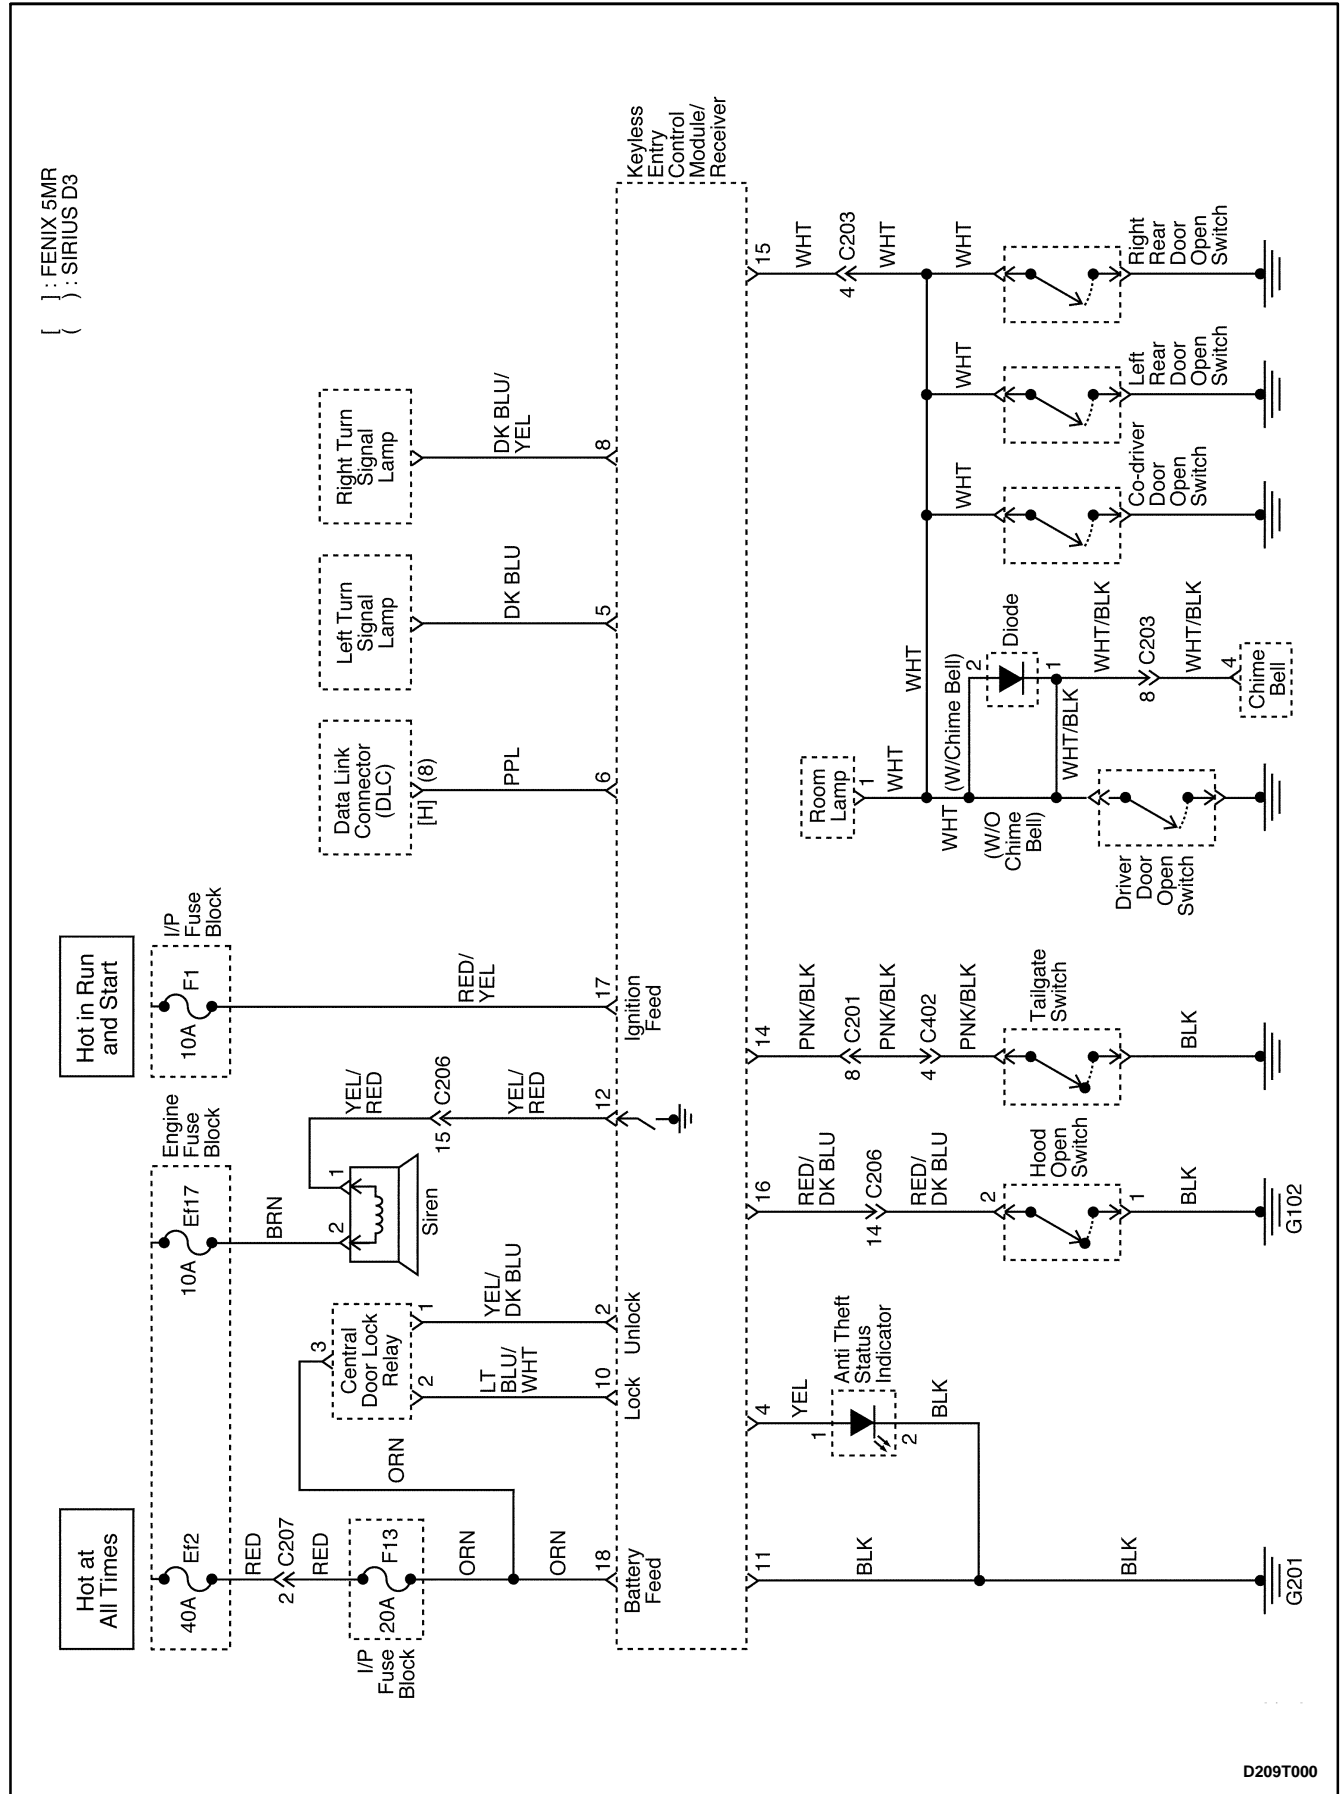 [ ] : FENIX 5MR
( ) : SIRIUS D3
Hot at
All Times
Hot in Run
and Start
40A
Ef2
10A
Ef17
Engine
Fuse
Block
10A
F1
I/P
Fuse
Block
RED
2
C207
RED
I/P
Fuse
Block
20A
F13
ORN
ORN
ORN
3
Central
Door Lock
Relay
2
1
LT
BLU/
WHT
YEL/
DK BLU
BRN
2
1
Siren
YEL/
RED
15
C206
YEL/
RED
RED/
YEL
Data Link
Connector
(DLC)
[H]
(8)
PPL
Left Turn
Signal
Lamp
DK BLU
Right Turn
Signal
Lamp
DK BLU/
YEL
18
10
2
12
17
6
5
8
Battery
Feed
Lock
Unlock
Ignition
Feed
Keyless
Entry
Control
Module/
Receiver
11
4
16
14
15
BLK
YEL
1
2
Anti Theft
Status
Indicator
BLK
BLK
G201
RED/
DK BLU
14
C206
RED/
DK BLU
2
Hood
Open
Switch
1
BLK
G102
PNK/BLK
8
C201
PNK/BLK
4
C402
PNK/BLK
Tailgate
Switch
BLK
Room
Lamp
1
WHT
WHT
WHT
(W/O
Chime
Bell)
(W/Chime Bell)
2
Diode
1
WHT/BLK
WHT/BLK
8
C203
WHT/BLK
4
Chime
Bell
Driver
Door
Open
Switch
WHT
4
C203
WHT
WHT
WHT
WHT
Co-driver
Door
Open
Switch
Left
Rear
Door
Open
Switch
Right
Rear
Door
Open
Switch
D209T000